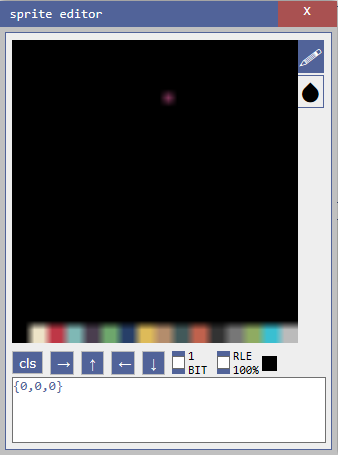 sprite editor
X
cls → ↑ ← ↓ 1 BIT RLE 100%
{0,0,0}